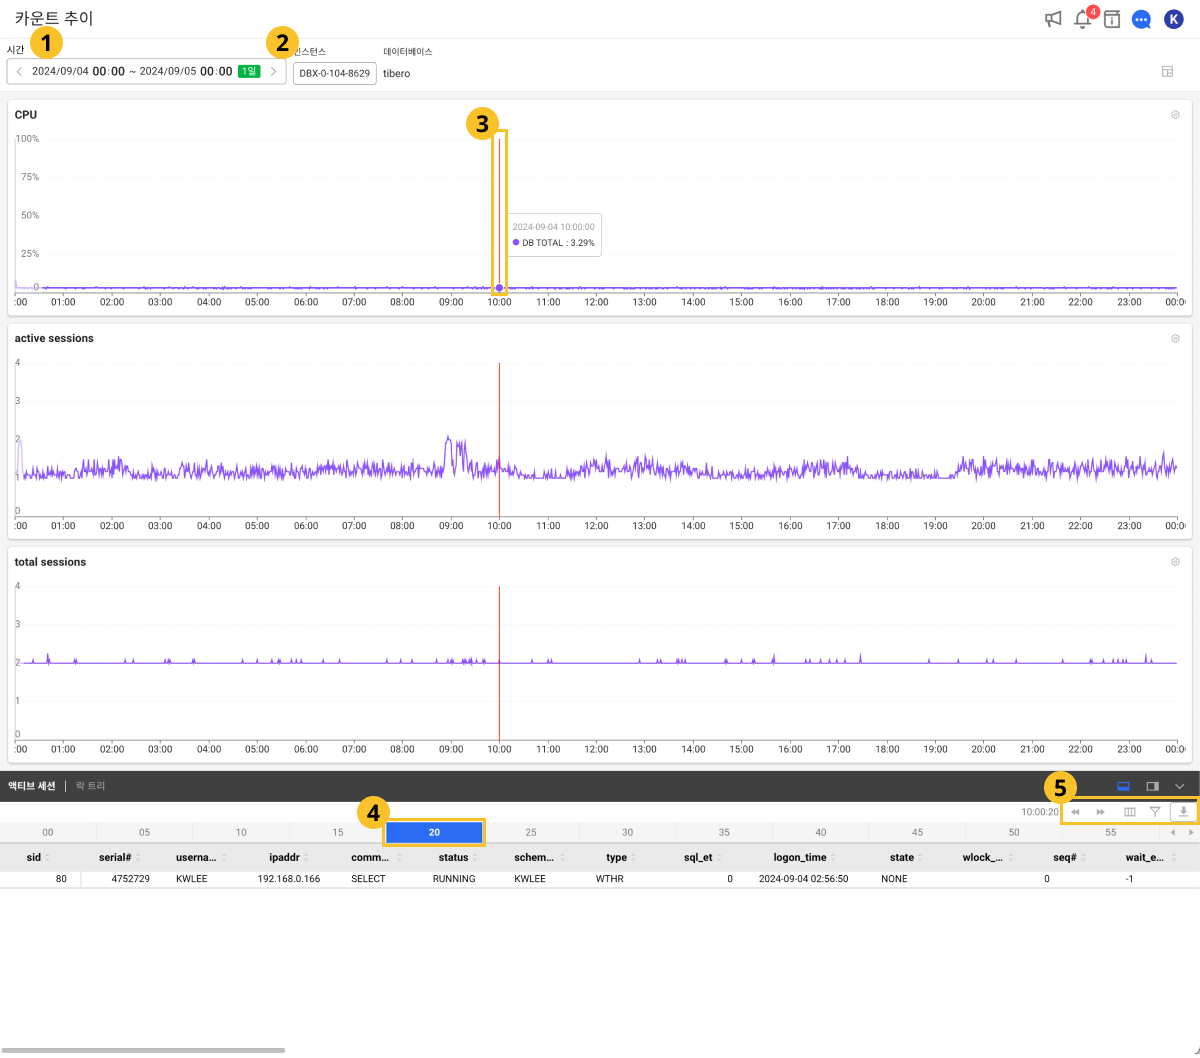 카운트 추이
4
K
1
2
시간
인스턴스
데이터베이스
2024/09/04 00:00 ~ 2024/09/05 00:00 1일
DBX-0-104-8629
tibero
CPU
3
100%
75%
50%
25%
0
2024-09-04 10:00:00
DB TOTAL : 3.29%
:00 01:00 02:00 03:00 04:00 05:00 06:00 07:00 08:00 09:00 10:00 11:00 12:00 13:00 14:00 15:00 16:00 17:00 18:00 19:00 20:00 21:00 22:00 23:00 00:0
active sessions
4
3
2
1
0
:00 01:00 02:00 03:00 04:00 05:00 06:00 07:00 08:00 09:00 10:00 11:00 12:00 13:00 14:00 15:00 16:00 17:00 18:00 19:00 20:00 21:00 22:00 23:00 00:0
total sessions
4
3
2
1
0
:00 01:00 02:00 03:00 04:00 05:00 06:00 07:00 08:00 09:00 10:00 11:00 12:00 13:00 14:00 15:00 16:00 17:00 18:00 19:00 20:00 21:00 22:00 23:00 00:0
액티브 세션 | 락 트리
5
4
10:00:20
00 05 10 15 20 25 30 35 40 45 50 55
sid serial# userna... ipaddr comm... status schem... type sql_et logon_time state wlock_... seq# wait_e...
80 4752729 KWLEE 192.168.0.166 SELECT RUNNING KWLEE WTHR 0 2024-09-04 02:56:50 NONE 0 -1